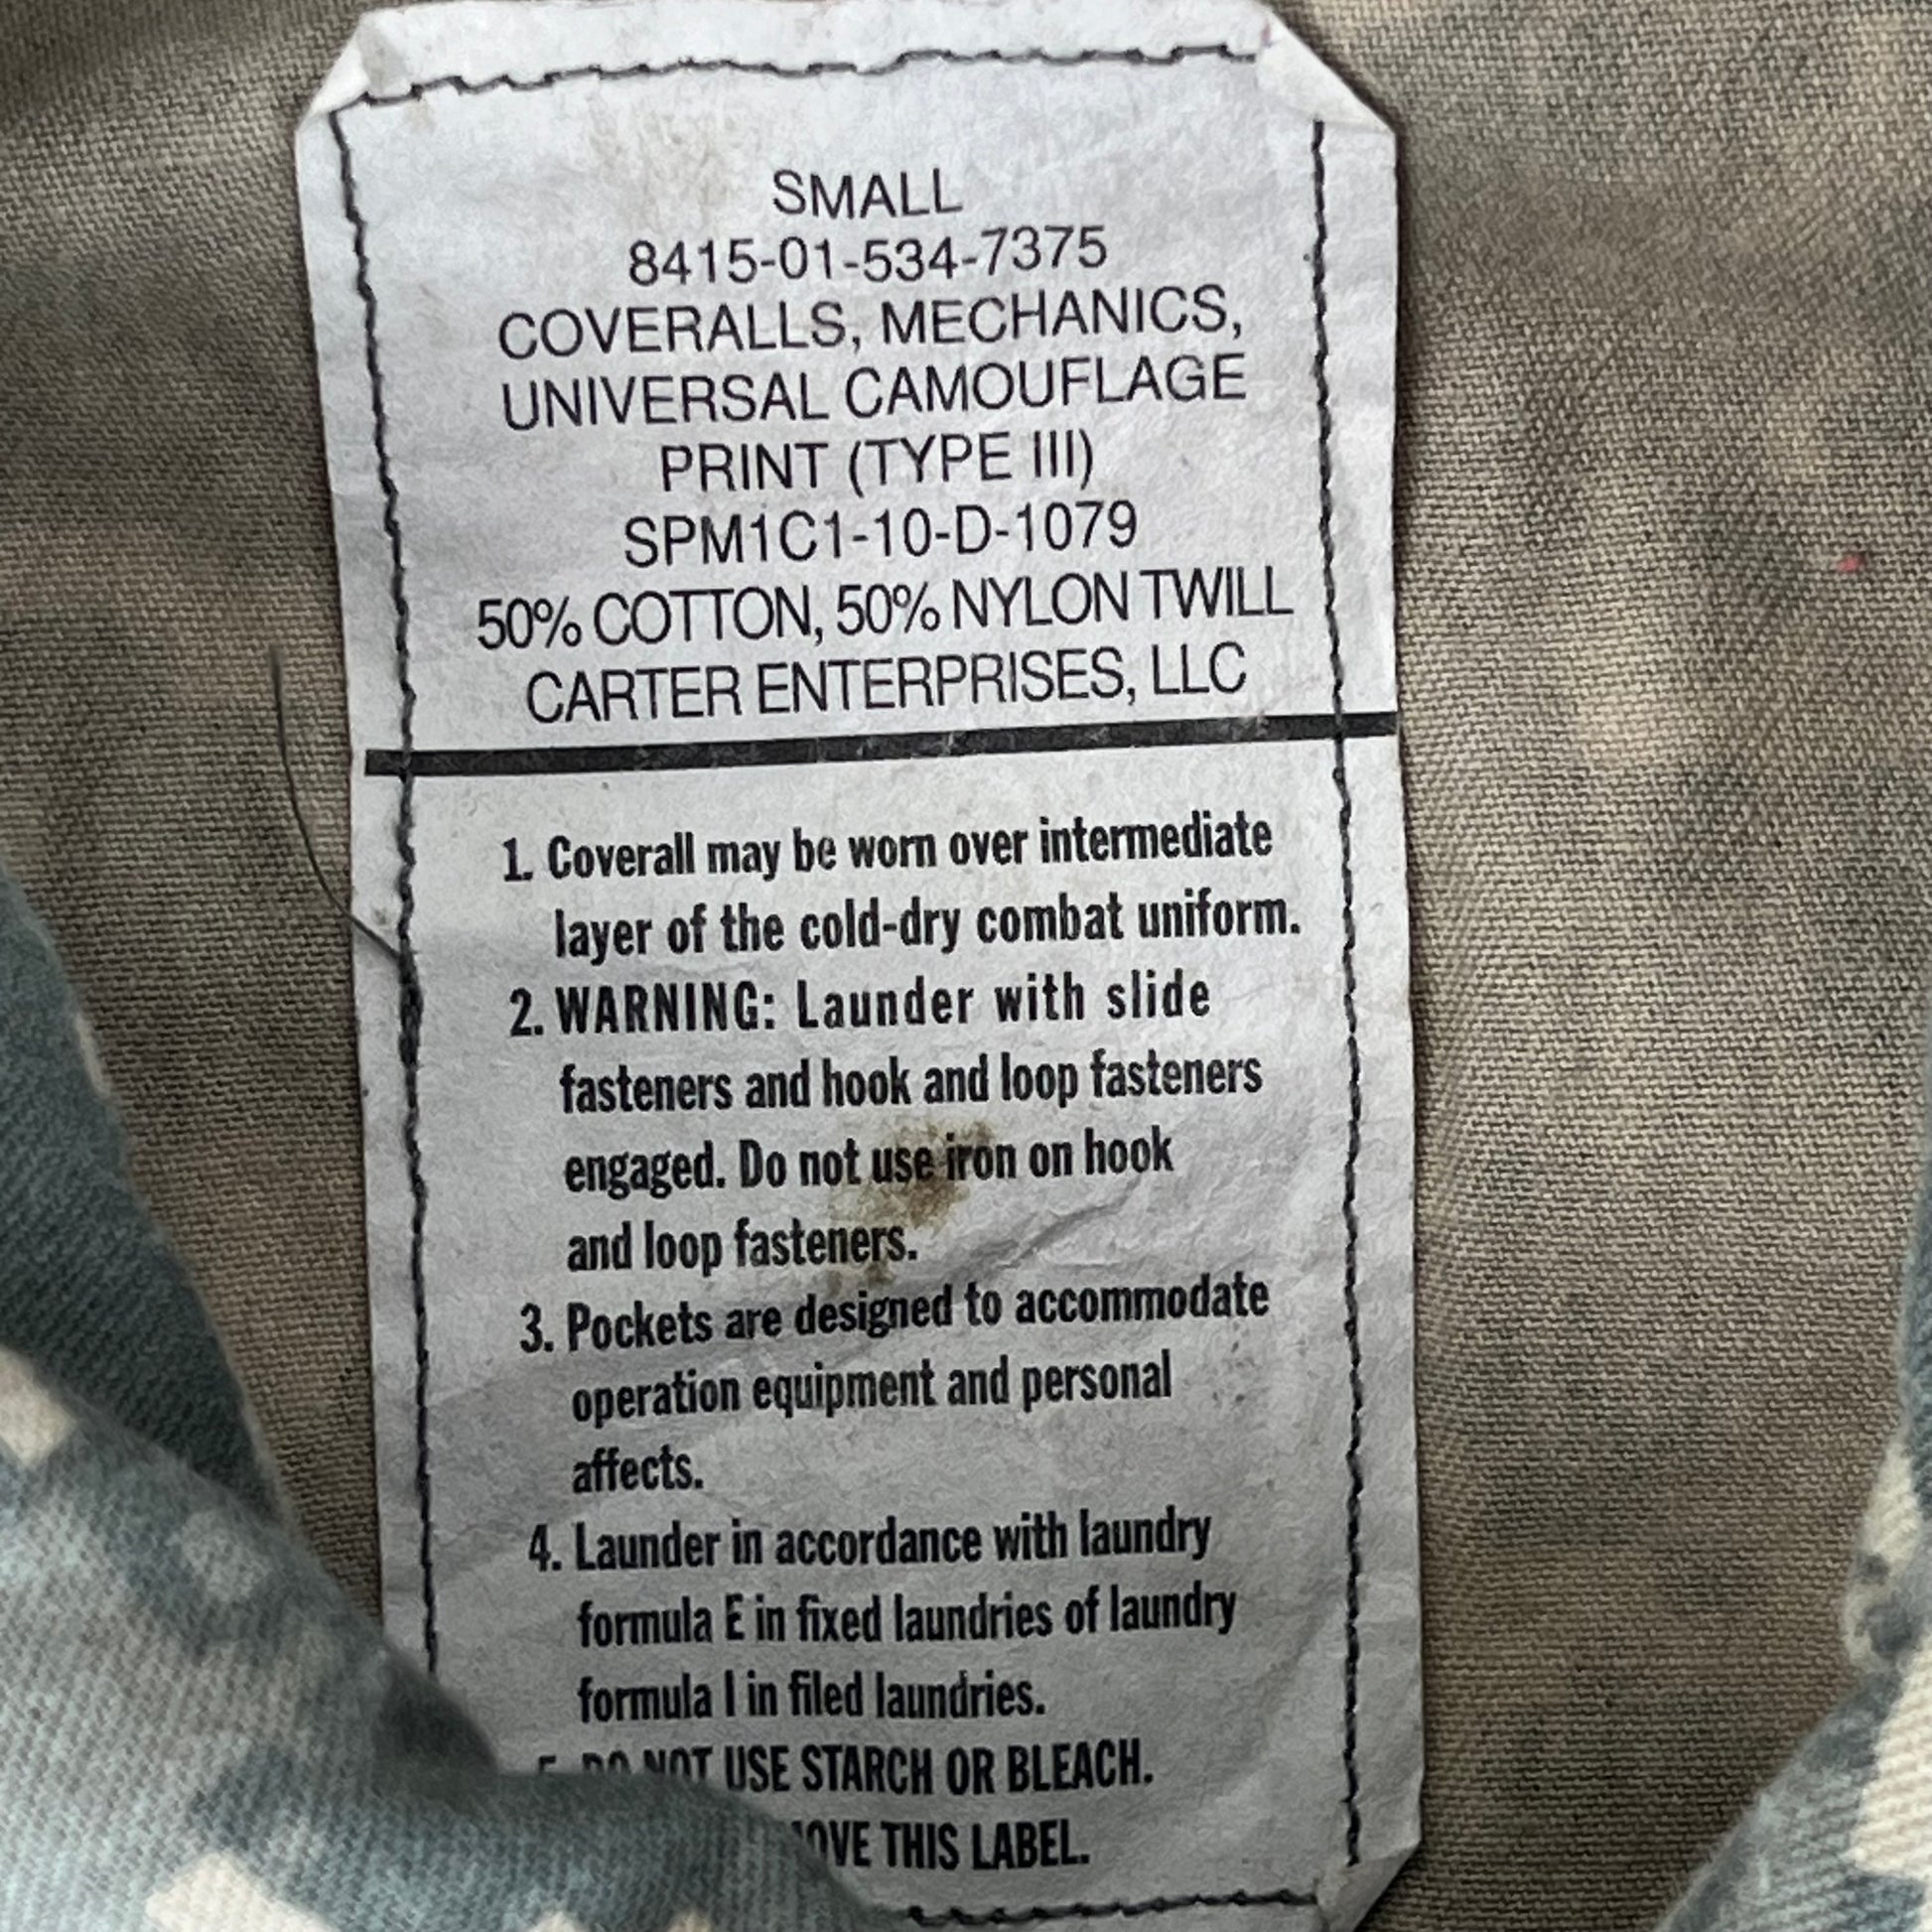 SMALL
8415-01-534-7375
COVERALLS, MECHANICS,
UNIVERSAL CAMOUFLAGE
PRINT (TYPE III)
SPM1C1-10-D-1079
50% COTTON, 50% NYLON TWILL
CARTER ENTERPRISES, LLC
1. Coverall may be worn over intermediate
layer of the cold-dry combat uniform.
2. WARNING: Launder with slide
fasteners and hook and loop fasteners
engaged. Do not use iron on hook
and loop fasteners.
3. Pockets are designed to accommodate
operation equipment and personal
affects.
4. Launder in accordance with laundry
formula E in fixed laundries of laundry
formula I in filed laundries.
5. DO NOT USE STARCH OR BLEACH.
THIS LABEL.